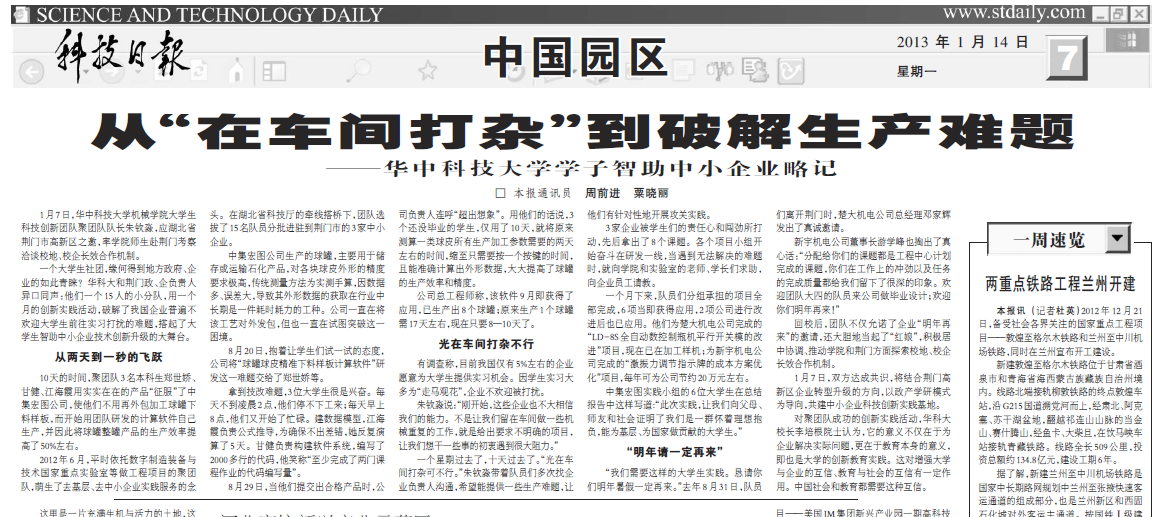 SCIENCE AND TECHNOLOGY DAILY
www.stdaily.com
科技日報
中国园区
2013 年 1 月 14 日
星期一
7
从“在车间打杂”到破解生产难题
——华中科技大学学子智助中小企业略记
□ 本报通讯员 周前进 粟晓丽
1月7日,华中科技大学机械学院大学生
科技创新团队聚团队队长朱钦淼,应湖北省
荆门市高新区之邀,率学院师生赴荆门考察
洽谈校地、校企长效合作机制。
一个大学生社团,缘何得到地方政府、企
业的如此青睐?华科大和荆门政、企负责人
异口同声:他们一个15人的小分队,用一个
月的创新实践活动,破解了我国企业普遍不
欢迎大学生前往实习打扰的难题,搭起了大
学生智助中小企业技术创新升级的大舞台。
从两天到一秒的飞跃
10天的时间,聚团队3名本科生郑世娇、
甘健、江海霞用实实在在的产品“征服”了中
集宏图公司,使他们不用再外包加工球罐下
料样板,而开始用团队研发的计算软件自己
生产,并因此将球罐整罐产品的生产效率提
高了50%左右。
2012年6月,平时依托数字制造装备与
技术国家重点实验室等做工程项目的聚团
队,萌生了去基层、去中小企业实践服务的念
头。在湖北省科技厅的牵线搭桥下,团队选
拔了15名队员分批进驻到荆门市的3家中小
企业。
中集宏图公司生产的球罐,主要用于储
存或运输石化产品,对各块球皮外形的精度
要求极高,传统测量方法为实测手算,因数据
多,误差大,导致其外形数据的获取在行业中
长期是一件耗时耗力的工种。公司一直在将
该工艺对外发包,但也一直在试图突破这一
困境。
8月20日,抱着让学生们试一试的态度,
公司将“球罐球皮精准下料样板计算软件”研
发这一难题交给了郑世娇等。
拿到技改难题,3位大学生很是兴奋。每
天不到凌晨2点,他们停不下工来;每天早上
8点,他们又开始了忙碌。建数据模型,江海
霞负责公式推导,为确保不出差错,她反复演
算了5天。甘健负责构建软件系统,编写了
2000多行的代码,他笑称“至少完成了两门课
程作业的代码编写量”。
8月29日,当他们提交出合格产品时,公
司负责人连呼“超出想象”。用他们的话说,3
个还没毕业的学生,仅用了10天,就将原来
测算一类球皮所有生产加工参数需要的两天
左右的时间,缩至只需要按一个按键的时间,
且能准确计算出外形数据,大大提高了球罐
的生产效率和精度。
公司总工程师称,该软件9月即获得了
应用,已生产出8个球罐;原来生产1个球罐
需17天左右,现在只要8—10天了。
光在车间打杂不行
有调查称,目前我国仅有5%左右的企业
愿意为大学生提供实习机会。因学生实习大
多为“走马观花”,企业不欢迎被打扰。
朱钦淼说:“刚开始,这些企业也不大相信
我们的能力。不是让我们留在车间做一些机
械重复的工作,就是给出要求不明确的项目,
让我们想干一些事的初衷遇到很大阻力。”
一个星期过去了,十天过去了。“光在车
间打杂可不行。”朱钦淼带着队员们多次找企
业负责人沟通,希望能提供一些生产难题,让
他们有针对性地开展攻关实践。
3家企业被学生们的责任心和闯劲所打
动,先后拿出了8个课题。各个项目小组开
始奋斗在研发一线,当遇到无法解决的难题
时,就向学院和实验室的老师、学长们求助,
向企业员工请教。
一个月下来,队员们分组承担的项目全
部完成,6项当即获得应用,2项公司进行改
进后也已应用。他们为楚大机电公司完成的
“LD-8S全自动数控制瓶机平行开关模的改
进”项目,现在已在加工样机;为新宇机电公
司完成的“激振力调节指示牌的成本方案优
化”项目,每年可为公司节约20万元左右。
中集宏图实践小组的6位大学生在总结
报告中这样写道:“此次实践,让我们向父母、
师友和社会证明了我们是一群怀着理想抱
负,能为基层、为国家做贡献的大学生。”
“明年请一定再来”
“我们需要这样的大学生实践。恳请你
们明年暑假一定再来。”去年8月31日,队员
们离开荆门时,楚大机电公司总经理邓家辉
发出了真诚邀请。
新宇机电公司董事长游学峰也掏出了真
心话:“分配给你们的课题都是工程中心计划
完成的课题,你们在工作上的冲劲以及任务
的完成质量都给我们留下了很深的印象。欢
迎团队大四的队员来公司做毕业设计;欢迎
你们明年再来!”
回校后,团队不仅允诺了企业“明年再
来”的邀请,还大胆地当起了“红娘”,积极居
中协调、推动学院和荆门方面探索校地、校企
长效合作机制。
1月7日,双方达成共识,将结合荆门高
新区企业转型升级的方向,以政产学研模式
为导向,共建中小企业科技创新实践基地。
对聚团队成功的创新实践活动,华科大
校长李培根院士认为,它的意义不仅在于为
企业解决实际问题,更在于教育本身的意义,
即也是大学的创新教育实践。这对增强大学
与企业的互信、教育与社会的互信有一定作
用。中国社会和教育都需要这种互信。
一周速览
两重点铁路工程兰州开建
本报讯(记者杜英)2012年12月21
日,备受社会各界关注的国家重点工程项
目——敦煌至格尔木铁路和兰州至中川机
场铁路,同时在兰州宣布开工建设。
新建敦煌至格尔木铁路位于甘肃省酒
泉市和青海省海西蒙古族藏族自治州境
内。线路北端接轨柳敦铁路的终点敦煌车
站,沿G215国道溯党河而上,经肃北、阿克
塞、苏干湖盆地,翻越祁连山山脉的当金
山、赛什腾山,经鱼卡、大柴旦,在饮马峡车
站接轨青藏铁路。线路全长509公里,投
资总额约134.8亿元,建设工期6年。
据了解,新建兰州至中川机场铁路是
国家中长期路网规划中兰州至张掖快速客
运通道的组成部分,也是兰州新区和西固
石化城对外客运主通道。按国铁Ⅰ级建
这里是一片充满生机与活力的土地,这
目——美国IM集团新兴产业园一期高科技